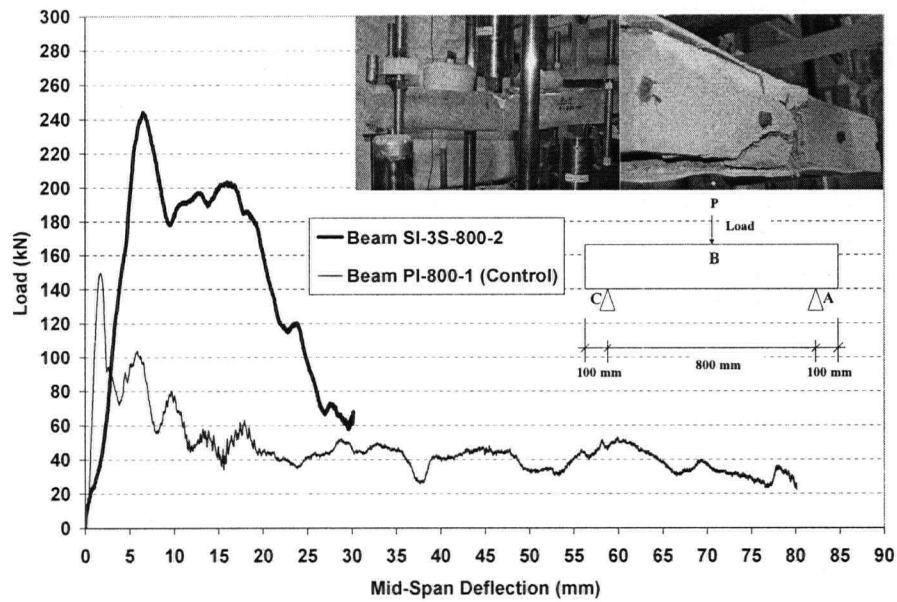 300
280
260
240
220
200
180
160
140
120
100
80
60
40
20
0
Load (kN)
0 5 10 15 20 25 30 35 40 45 50 55 60 65 70 75 80 85 90
Mid-Span Deflection (mm)
Beam SI-3S-800-2
Beam PI-800-1 (Control)
P
Load
B
C A
100 mm 800 mm 100 mm